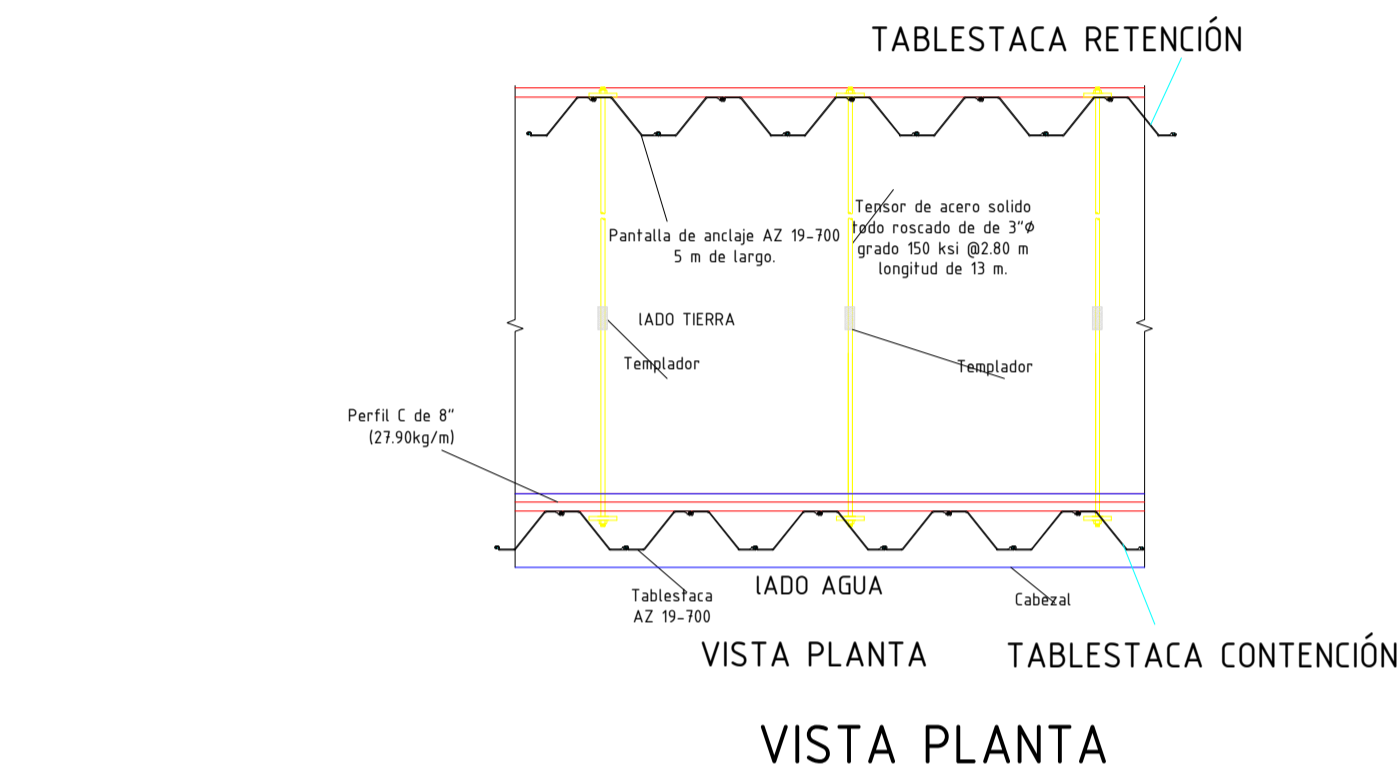 TABLESTACA RETENCIÓN
Tensor de acero solido
todo roscado de de 3"Ø
grado 150 ksi @2.80 m
longitud de 13 m.
Pantalla de anclaje AZ 19-700
5 m de largo.
lADO TIERRA
Templador
Templador
Perfil C de 8"
(27.90kg/m)
Tablestaca
AZ 19-700
lADO AGUA
Cabezal
VISTA PLANTA
TABLESTACA CONTENCIÓN
VISTA PLANTA